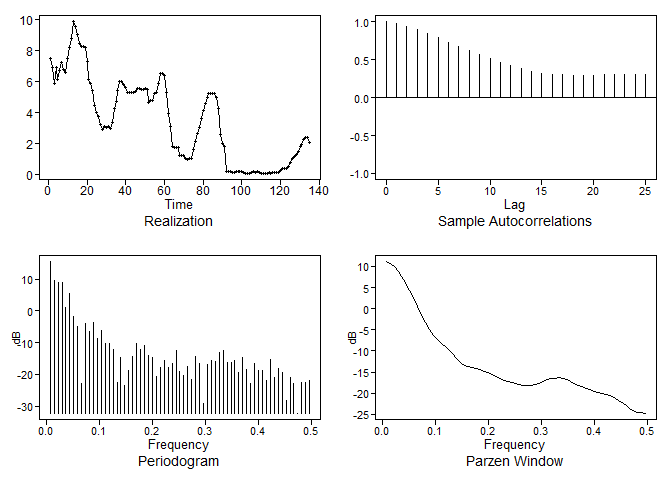 10
8
6
4
2
0
0 20 40 60 80 100 120 140
Time
Realization
1.0
0.5
0.0
-0.5
-1.0
0 5 10 15 20 25
Lag
Sample Autocorrelations
10
0
-10
-20
-30
dB
0.0 0.1 0.2 0.3 0.4 0.5
Frequency
Periodogram
10
5
0
-5
-10
-15
-20
-25
dB
0.0 0.1 0.2 0.3 0.4 0.5
Frequency
Parzen Window